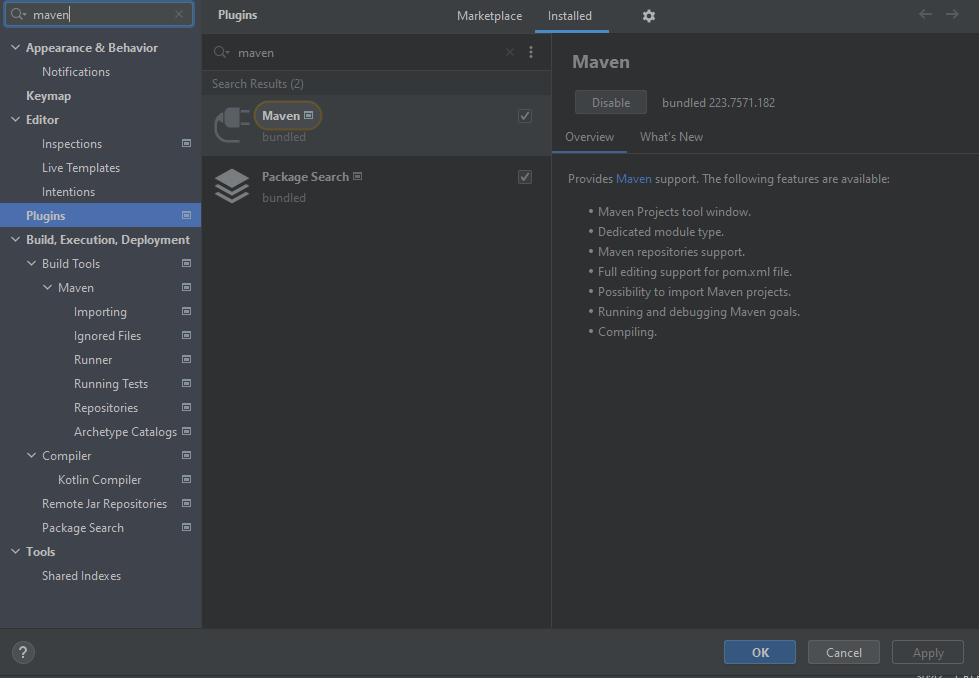 maven
Appearance & Behavior
Notifications
Keymap
Editor
Inspections
Live Templates
Intentions
Plugins
Build, Execution, Deployment
Build Tools
Maven
Importing
Ignored Files
Runner
Running Tests
Repositories
Archetype Catalogs
Compiler
Kotlin Compiler
Remote Jar Repositories
Package Search
Tools
Shared Indexes
Plugins
Marketplace
Installed
maven
Search Results (2)
Maven
bundled
Package Search
bundled
Maven
Disable
bundled 223.7571.182
Overview
What's New
Provides Maven support. The following features are available:
• Maven Projects tool window.
• Dedicated module type.
• Maven repositories support.
• Full editing support for pom.xml file.
• Possibility to import Maven projects.
• Running and debugging Maven goals.
• Compiling.
?
OK
Cancel
Apply